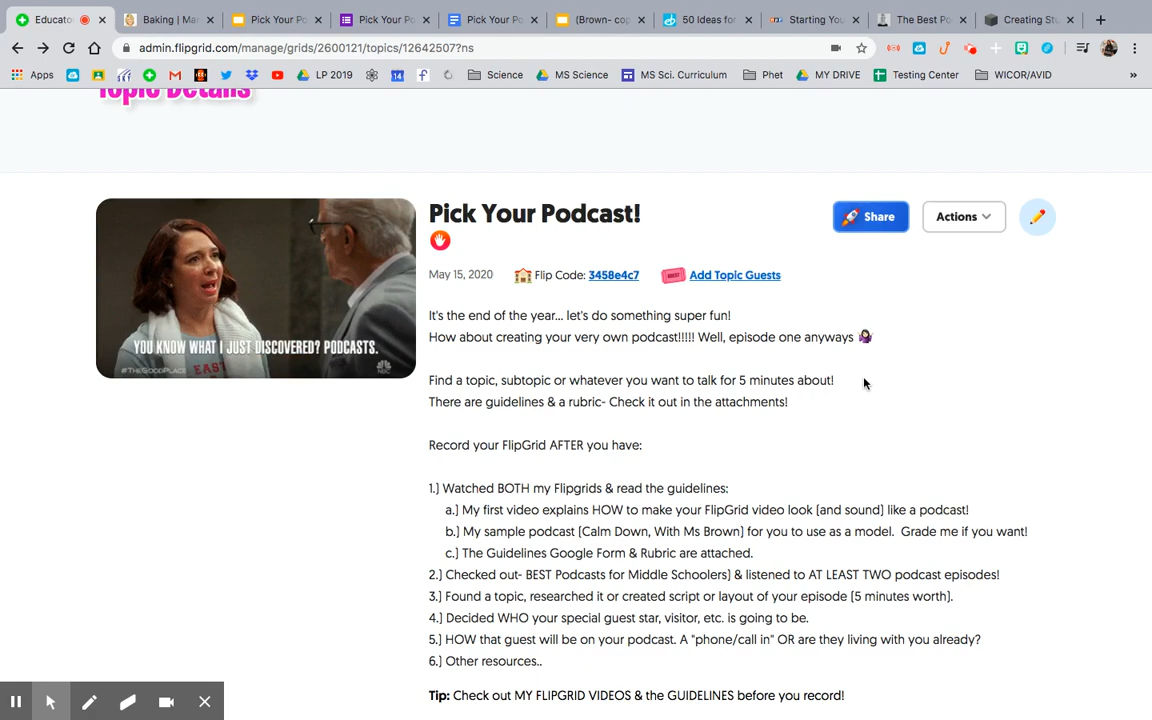 Educato
Baking | Ma
Pick Your Po
Pick Your Po
Pick Your Po
(Brown- cop
50 Ideas for
Starting You
The Best Po
Creating Stu
admin.flipgrid.com/manage/grids/2600121/topics/12642507?ns
Apps
LP 2019
14
Science
MS Science
MS Sci. Curriculum
Phet
MY DRIVE
Testing Center
WICOR/AVID
»
Topic Details
Pick Your Podcast!
Share
Actions
May 15, 2020
Flip Code: 3458e4c7
Add Topic Guests
It's the end of the year... let's do something super fun!
How about creating your very own podcast!!!!! Well, episode one anyways 🤷🏻‍♀️
YOU KNOW WHAT I JUST DISCOVERED? PODCASTS.
EAST
#THEGOODPLACE
NBC
Find a topic, subtopic or whatever you want to talk for 5 minutes about!
There are guidelines & a rubric- Check it out in the attachments!
Record your FlipGrid AFTER you have:
1.) Watched BOTH my Flipgrids & read the guidelines:
a.) My first video explains HOW to make your FlipGrid video look (and sound) like a podcast!
b.) My sample podcast (Calm Down, With Ms Brown) for you to use as a model. Grade me if you want!
c.) The Guidelines Google Form & Rubric are attached.
2.) Checked out- BEST Podcasts for Middle Schoolers) & listened to AT LEAST TWO podcast episodes!
3.) Found a topic, researched it or created script or layout of your episode (5 minutes worth).
4.) Decided WHO your special guest star, visitor, etc. is going to be.
5.) HOW that guest will be on your podcast. A "phone/call in" OR are they living with you already?
6.) Other resources..
Tip: Check out MY FLIPGRID VIDEOS & the GUIDELINES before you record!